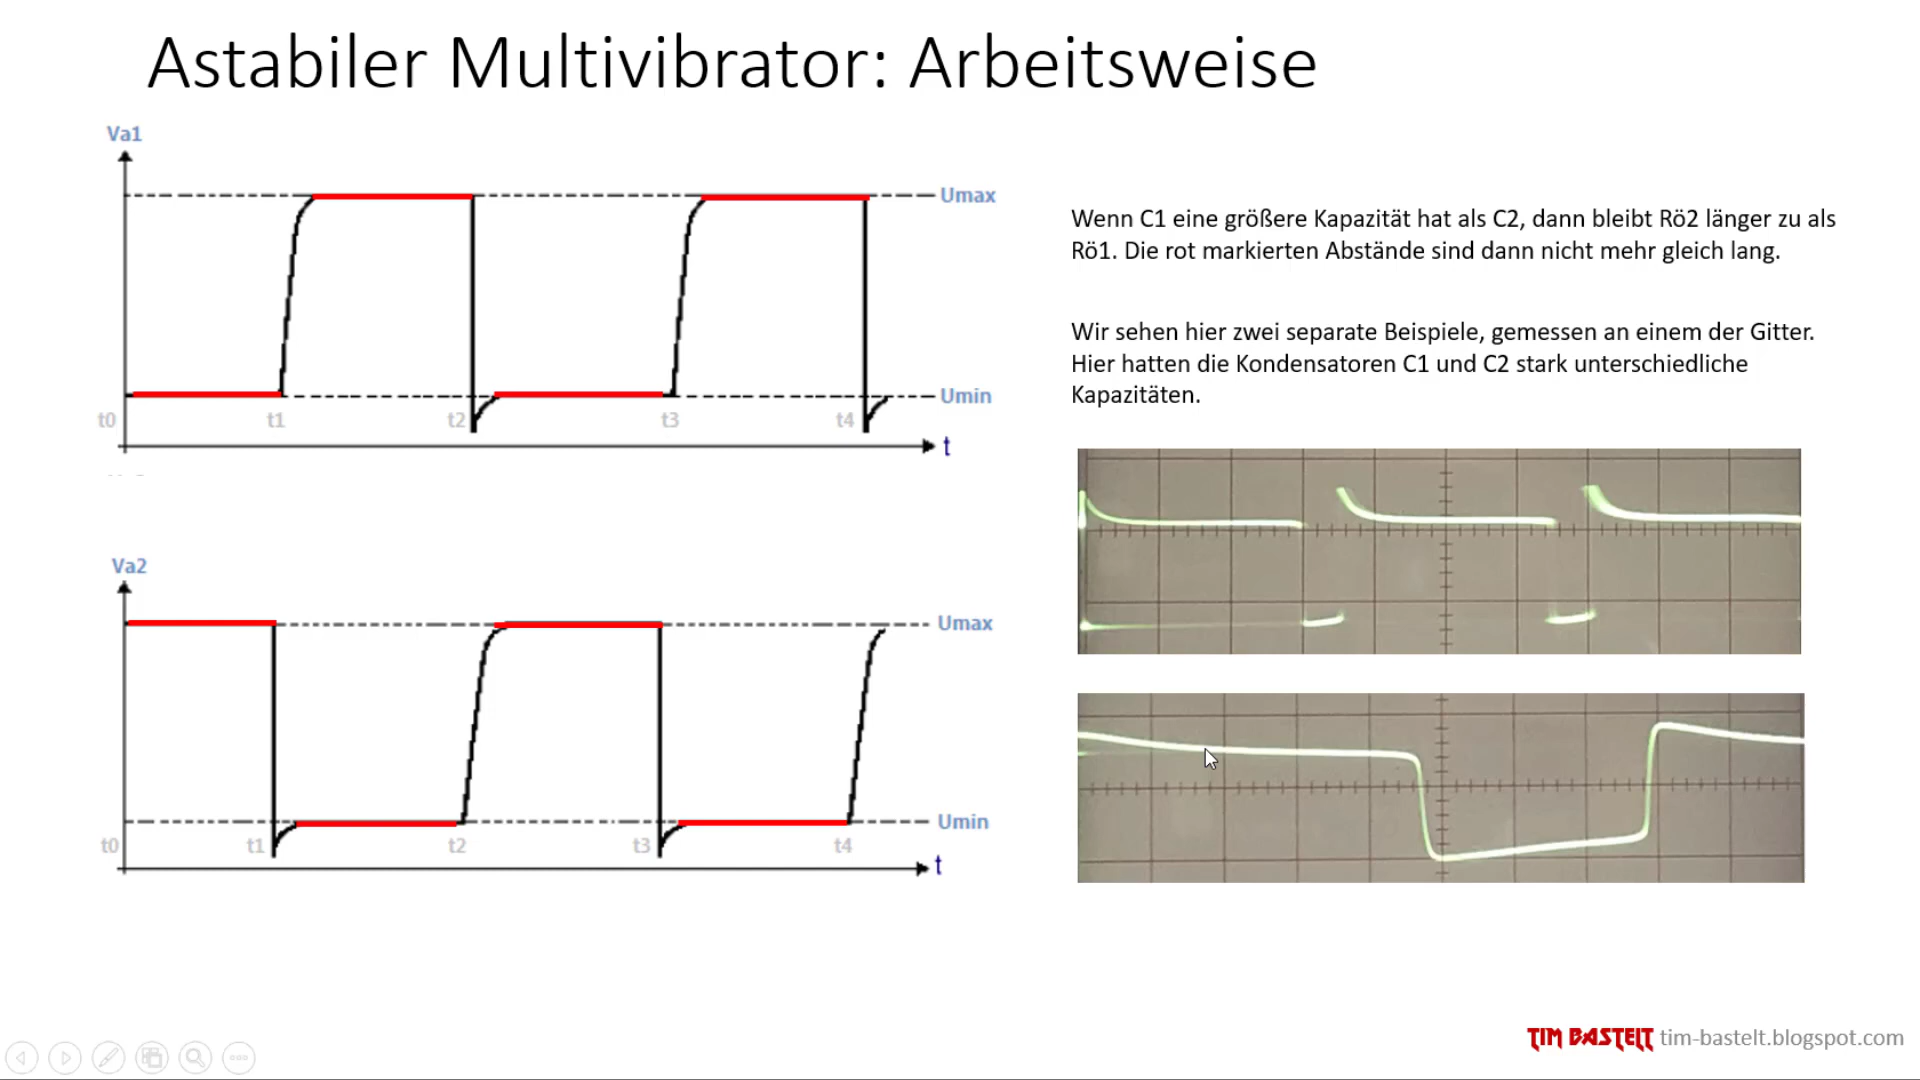 Astabiler Multivibrator: Arbeitsweise
Va1
Umax
Umin
t0
t1
t2
t3
t4
t
Va2
Umax
Umin
t0
t1
t2
t3
t4
t
Wenn C1 eine größere Kapazität hat als C2, dann bleibt Rö2 länger zu als
Rö1. Die rot markierten Abstände sind dann nicht mehr gleich lang.
Wir sehen hier zwei separate Beispiele, gemessen an einem der Gitter.
Hier hatten die Kondensatoren C1 und C2 stark unterschiedliche
Kapazitäten.
TIM BASTELT tim-bastelt.blogspot.com